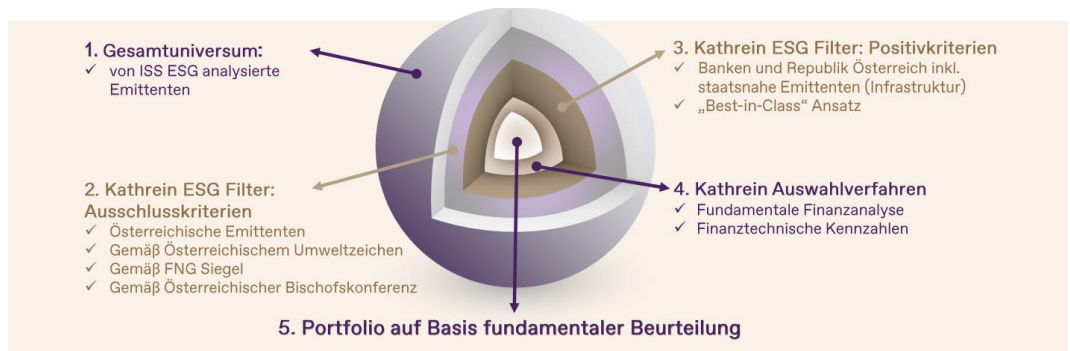 1. Gesamtuniversum:
✓ von ISS ESG analysierte
Emittenten
2. Kathrein ESG Filter:
Ausschlusskriterien
✓ Österreichische Emittenten
✓ Gemäß Österreichischem Umweltzeichen
✓ Gemäß FNG Siegel
✓ Gemäß Österreichischer Bischofskonferenz
3. Kathrein ESG Filter: Positivkriterien
✓ Banken und Republik Österreich inkl.
staatsnahe Emittenten (Infrastruktur)
✓ „Best-in-Class“ Ansatz
4. Kathrein Auswahlverfahren
✓ Fundamentale Finanzanalyse
✓ Finanztechnische Kennzahlen
5. Portfolio auf Basis fundamentaler Beurteilung